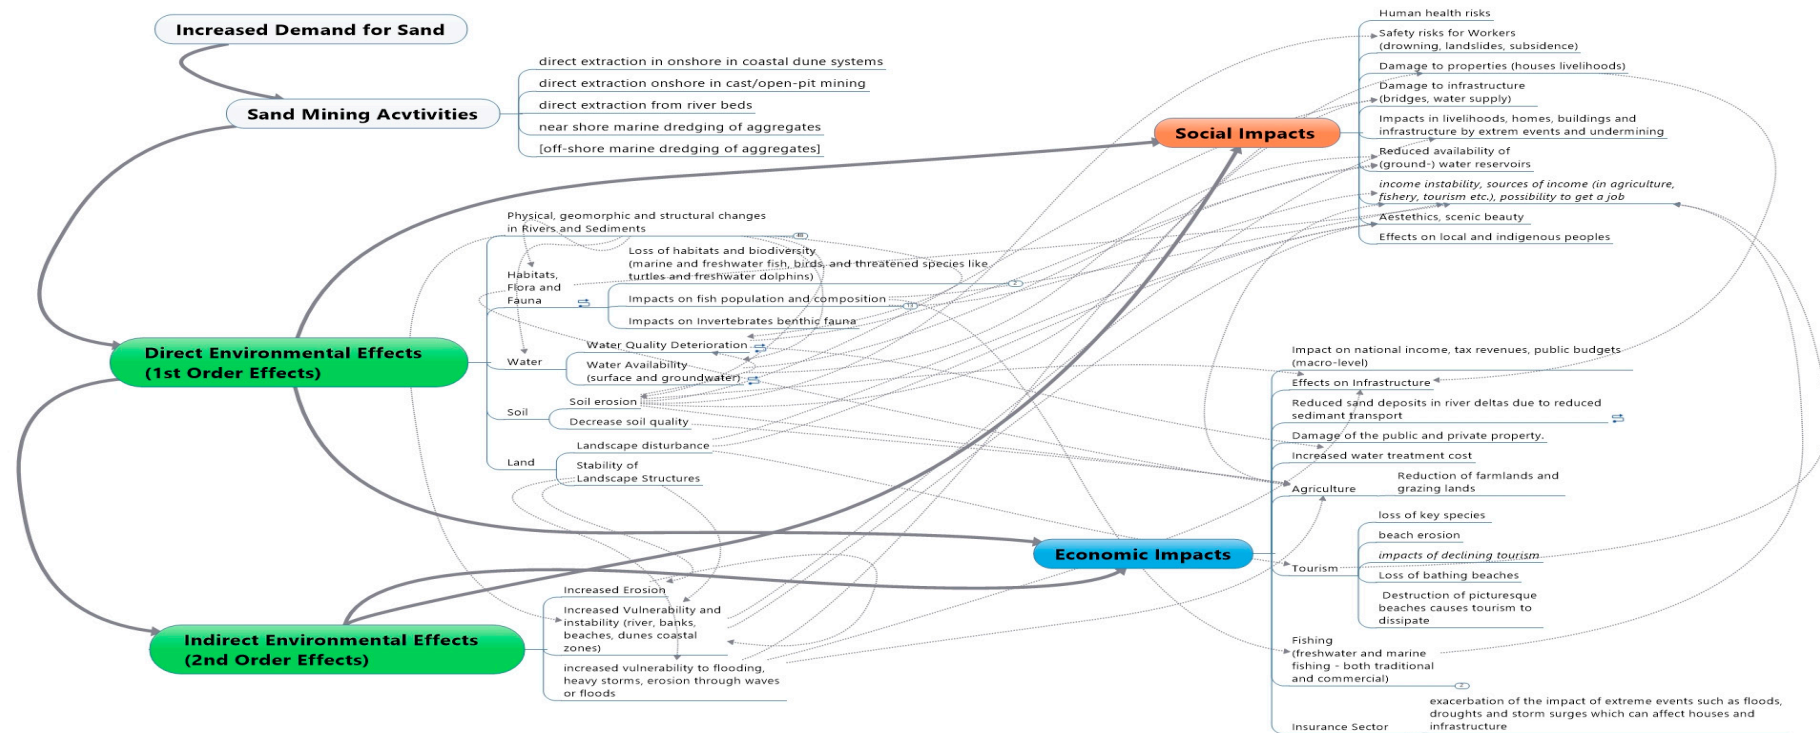 Increased Demand for Sand
Sand Mining Acvtivities
direct extraction in onshore in coastal dune systems
direct extraction onshore in cast/open-pit mining
direct extraction from river beds
near shore marine dredging of aggregates
[off-shore marine dredging of aggregates]
Direct Environmental Effects
(1st Order Effects)
Physical, geomorphic and structural changes
in Rivers and Sediments
Habitats,
Flora and
Fauna
Loss of habitats and biodiversity
(marine and freshwater fish, birds, and threatened species like
turtles and freshwater dolphins)
2
Impacts on fish population and composition
Impacts on Invertebrates benthic fauna
Water
Water Quality Deterioration
Water Availability
(surface and groundwater)
Soil
Soil erosion
Decrease soil quality
Land
Landscape disturbance
Stability of
Landscape Structures
Indirect Environmental Effects
(2nd Order Effects)
Increased Erosion
Increased Vulnerability and
instability (river, banks,
beaches, dunes coastal
zones)
increased vulnerability to flooding,
heavy storms, erosion through waves
or floods
Social Impacts
Human health risks
Safety risks for Workers
(drowning, landslides, subsidence)
Damage to properties (houses livelihoods)
Damage to infrastructure
(bridges, water supply)
Impacts in livelihoods, homes, buildings and
infrastructure by extrem events and undermining
Reduced availability of
(ground-) water reservoirs
income instability, sources of income (in agriculture,
fishery, tourism etc.), possibility to get a job
Aestethics, scenic beauty
Effects on local and indigenous peoples
Economic Impacts
Impact on national income, tax revenues, public budgets
(macro-level)
Effects on Infrastructure
Reduced sand deposits in river deltas due to reduced
sedimant transport
Damage of the public and private property.
Increased water treatment cost
Agriculture
Reduction of farmlands and
grazing lands
Tourism
loss of key species
beach erosion
impacts of declining tourism
Loss of bathing beaches
Destruction of picturesque
beaches causes tourism to
dissipate
Fishing
(freshwater and marine
fishing - both traditional
and commercial)
Insurance Sector
exacerbation of the impact of extreme events such as floods,
droughts and storm surges which can affect houses and
infrastructure